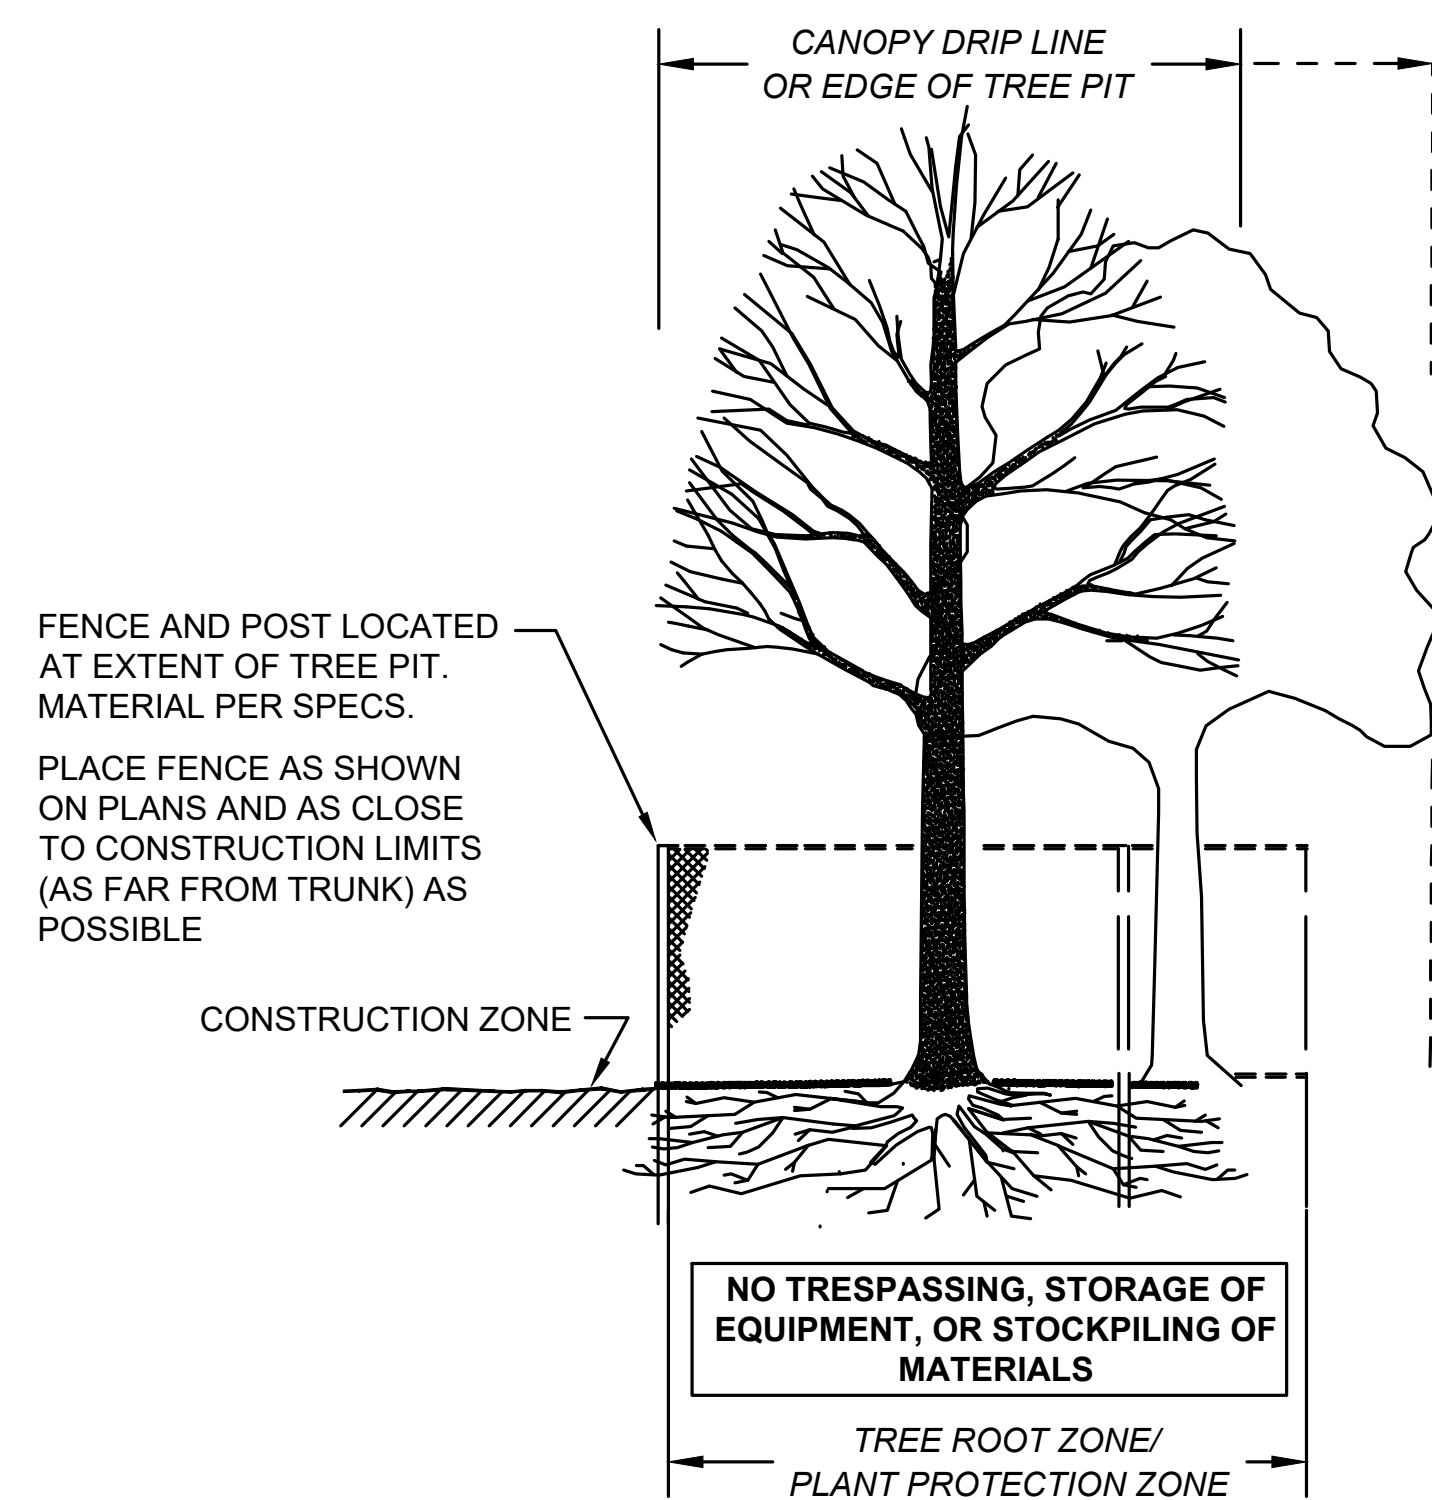 CANOPY DRIP LINE
OR EDGE OF TREE PIT
FENCE AND POST LOCATED
AT EXTENT OF TREE PIT.
MATERIAL PER SPECS.
PLACE FENCE AS SHOWN
ON PLANS AND AS CLOSE
TO CONSTRUCTION LIMITS
(AS FAR FROM TRUNK) AS
POSSIBLE
CONSTRUCTION ZONE
NO TRESPASSING, STORAGE OF
EQUIPMENT, OR STOCKPILING OF
MATERIALS
TREE ROOT ZONE/
PLANT PROTECTION ZONE